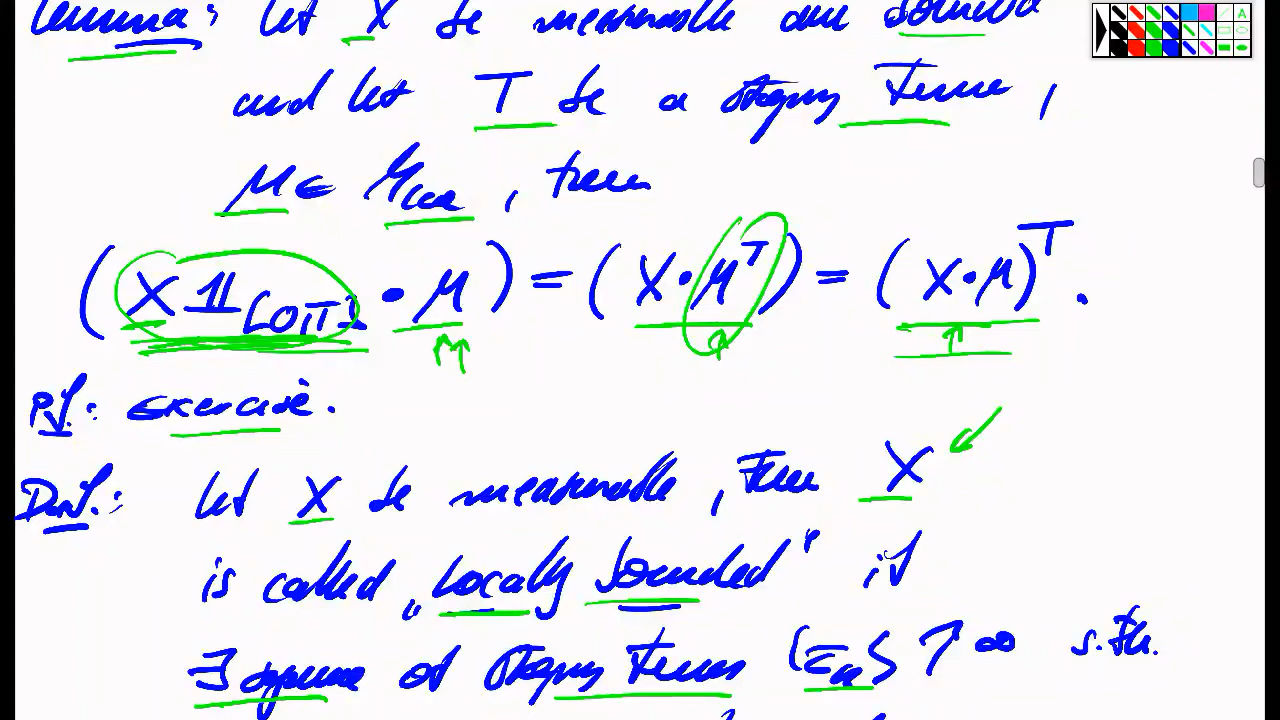 Lemma: let X be measurable and bounded
and let T be a stopping time,
M ∈ M_loc, then
(X 1_[0,T] • M) = (X • M^T) = (X • M)^T.
Pf.: exercise.
Def.: let X be measurable, then X
is called „locally bounded" if
∃ sequence of stopping times (τ_n) ↗ ∞ s.th.